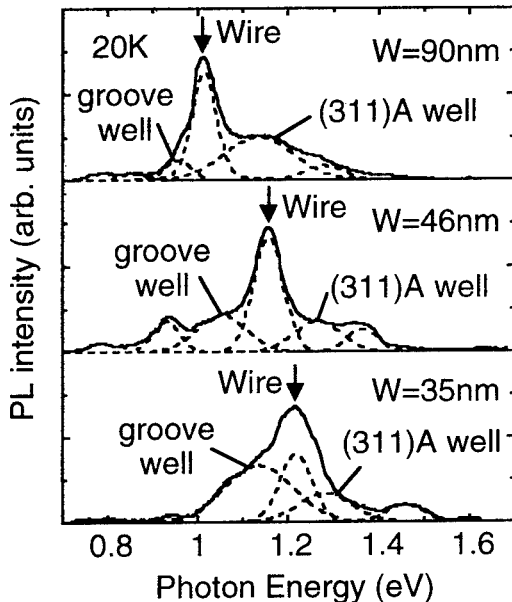 20K
Wire
W=90nm
groove
well
(311)A well
Wire
W=46nm
groove
well
(311)A well
Wire
W=35nm
groove
well
(311)A well
PL intensity (arb. units)
0.8 1 1.2 1.4 1.6
Photon Energy (eV)